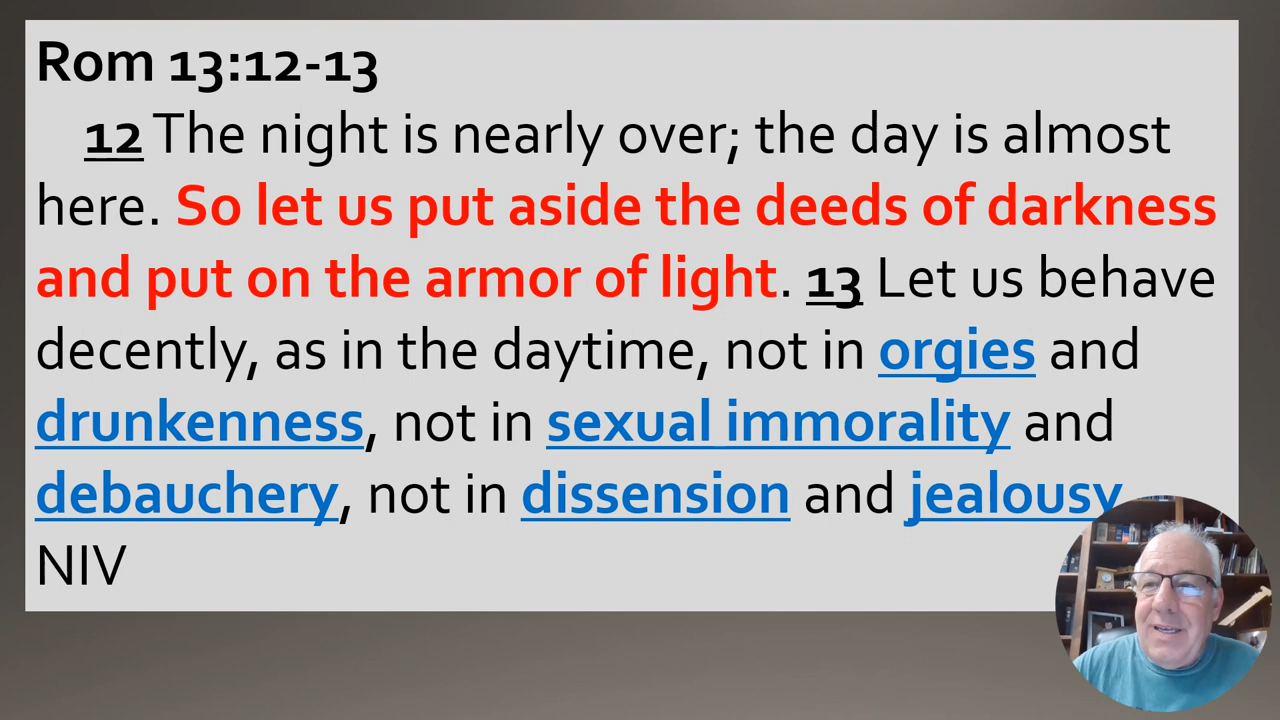 Rom 13:12-13
12 The night is nearly over; the day is almost
here. So let us put aside the deeds of darkness
and put on the armor of light. 13 Let us behave
decently, as in the daytime, not in orgies and
drunkenness, not in sexual immorality and
debauchery, not in dissension and jealousy
NIV